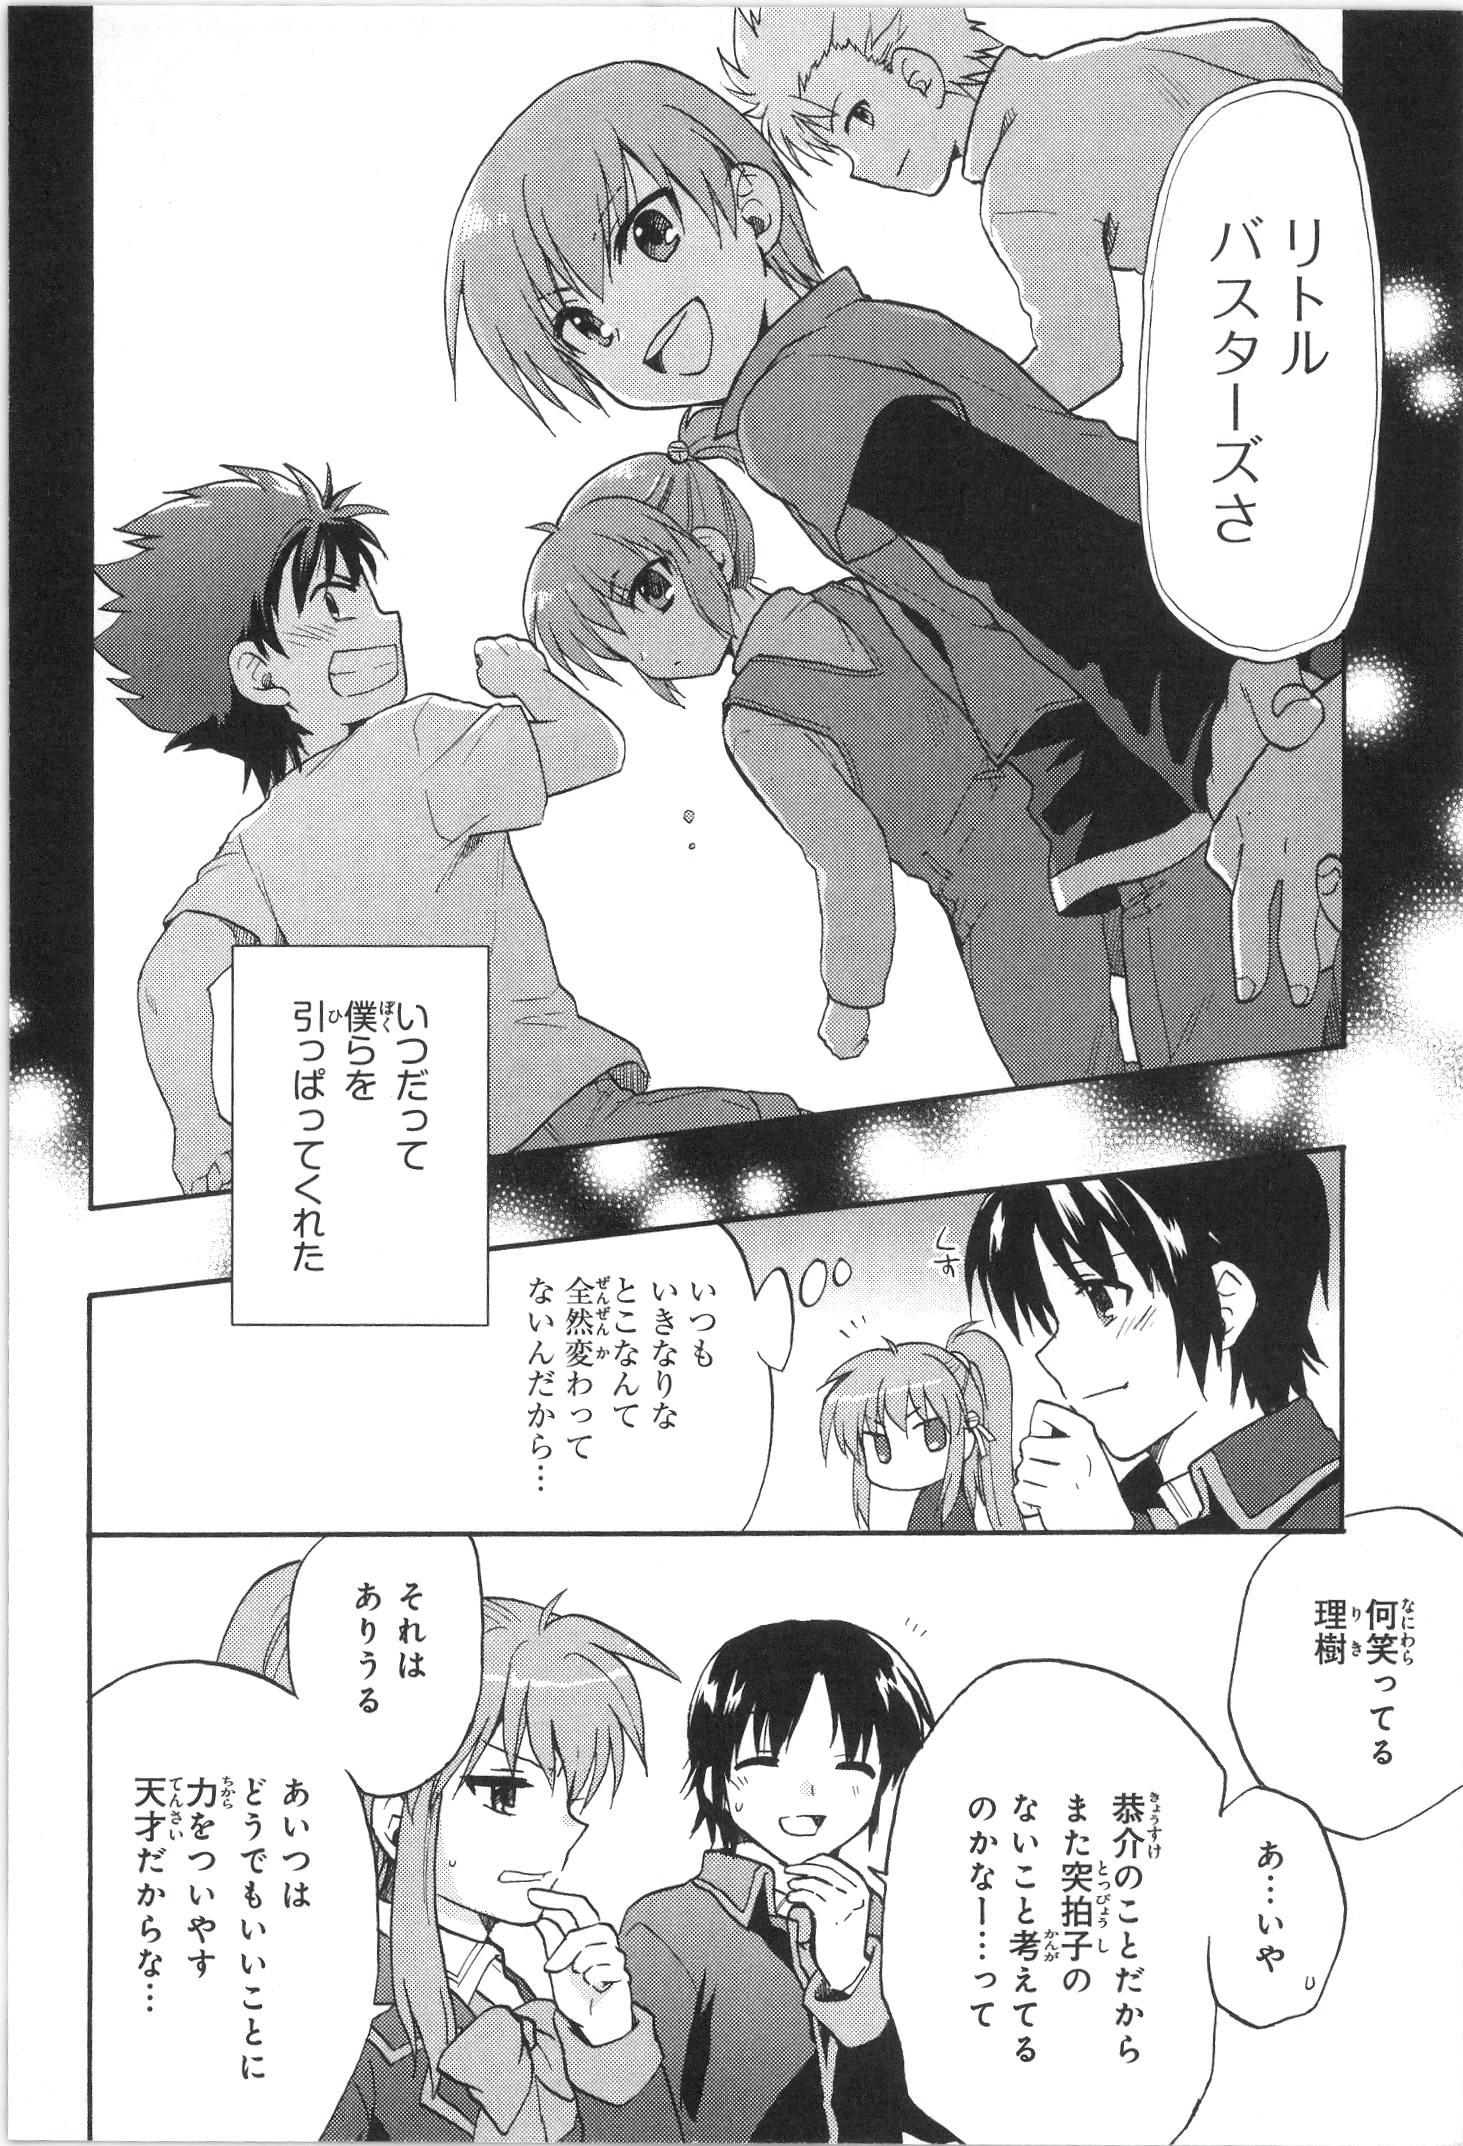 リトル
バスターズさ
いつだって
僕らを
引っぱってくれた
くす
いつも
いきなりな
とこなんて
全然変わって
ないんだから…
何笑ってる
理樹
あ…いや
恭介のことだから
また突拍子の
ないこと考えてる
のかなー…って
それは
ありうる
あいつは
どうでもいいことに
力をついやす
天才だからな…